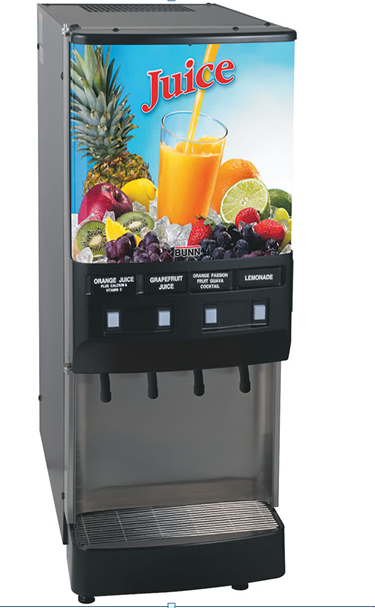 Juice
BUNN
ORANGE JUICE
PLUS CALCIUM &
VITAMIN E
GRAPEFRUIT
JUICE
ORANGE PASSION
FRUIT GUAVA
COCKTAIL
LEMONADE